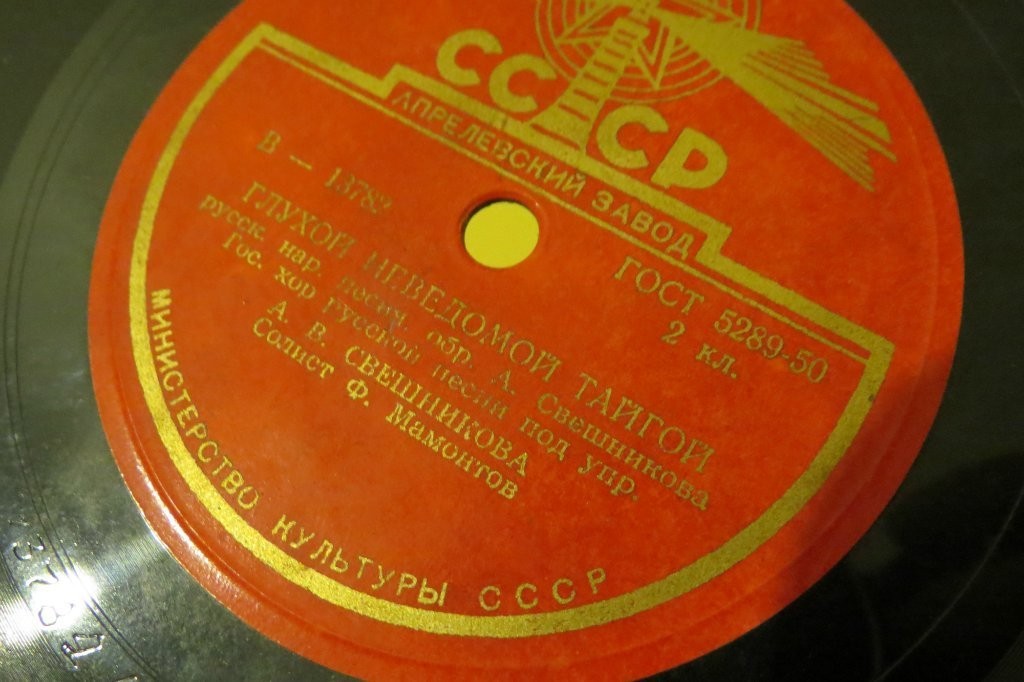 СССР
АПРЕЛЕВСКИЙ ЗАВОД
ГОСТ 5289-50
2 кл.
В — 13782
ГЛУХОЙ НЕВЕДОМОЙ ТАЙГОЙ
русск. нар. песня, обр. А. Свешникова
Гос. хор русской песни под упр.
А. В. СВЕШНИКОВА
Солист Ф. Мамонтов
МИНИСТЕРСТВО КУЛЬТУРЫ СССР